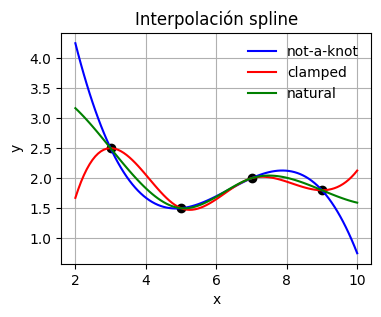 Interpolación spline
not-a-knot
clamped
natural
y
4.0
3.5
3.0
2.5
2.0
1.5
1.0
2 4 6 8 10
x